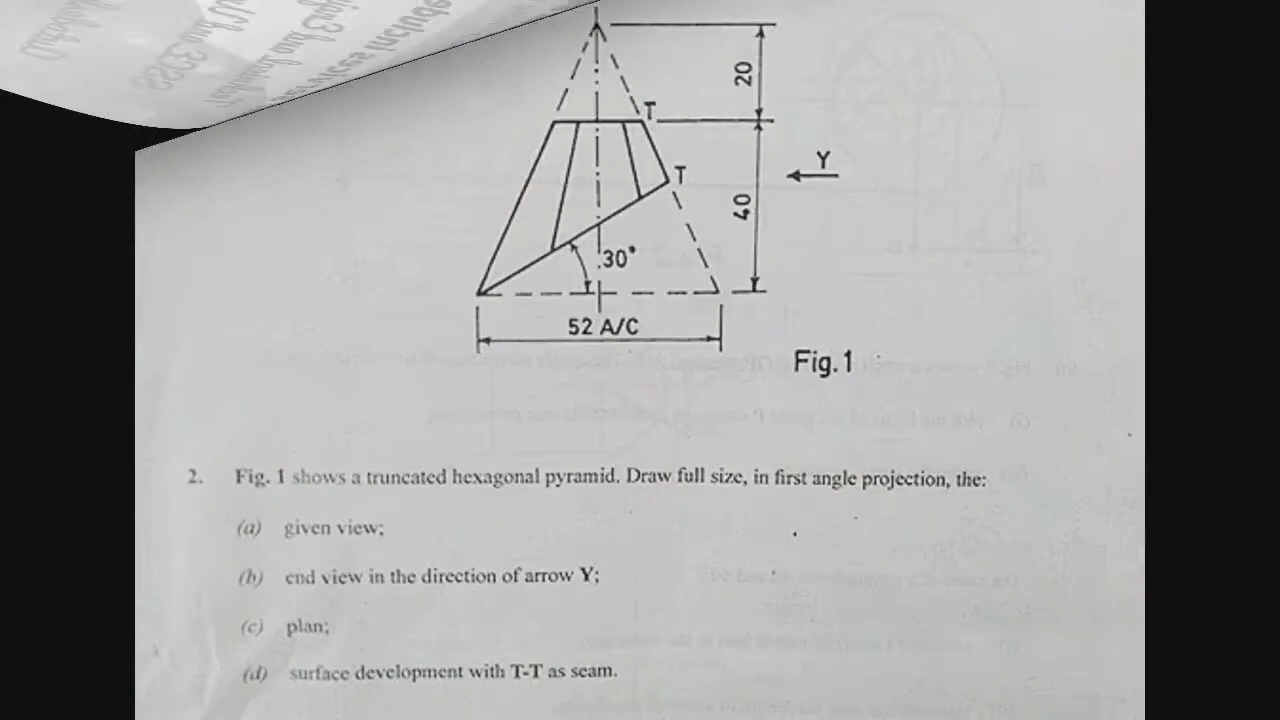 20
T
T
Y
40
30°
52 A/C
Fig.1
2. Fig. 1 shows a truncated hexagonal pyramid. Draw full size, in first angle projection, the:
(a) given view;
(b) end view in the direction of arrow Y;
(c) plan;
(d) surface development with T-T as seam.